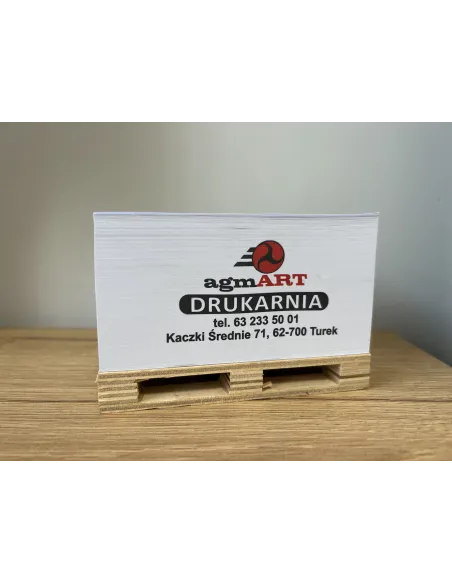 agmART
DRUKARNIA
tel. 63 233 50 01
Kaczki Średnie 71, 62-700 Turek